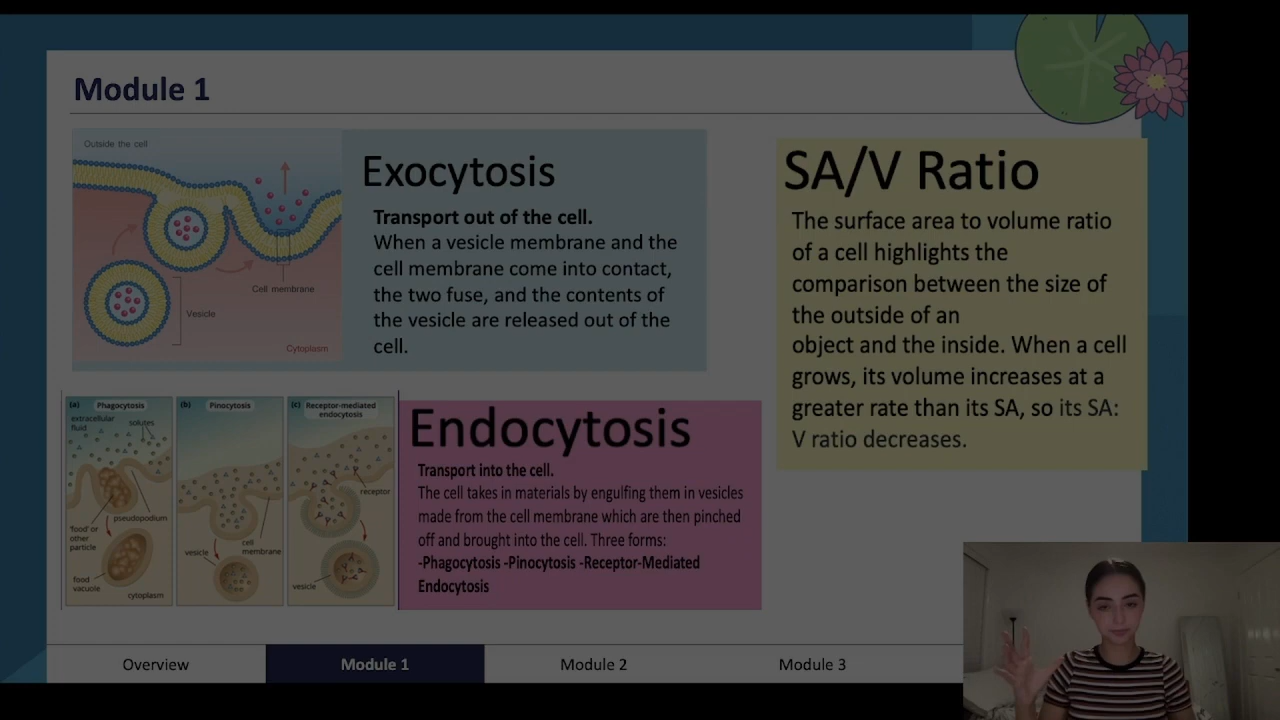 Module 1
Outside the cell
Cell membrane
Vesicle
Cytoplasm
Exocytosis
Transport out of the cell.
When a vesicle membrane and the
cell membrane come into contact,
the two fuse, and the contents of
the vesicle are released out of the
cell.
SA/V Ratio
The surface area to volume ratio
of a cell highlights the
comparison between the size of
the outside of an
object and the inside. When a cell
grows, its volume increases at a
greater rate than its SA, so its SA:
V ratio decreases.
(a) Phagocytosis
extracellular
fluid
solutes
pseudopodium
'food' or
other
particle
food
vacuole
cytoplasm
(b) Pinocytosis
vesicle
cell
membrane
(c) Receptor-mediated
endocytosis
receptor
vesicle
Endocytosis
Transport into the cell.
The cell takes in materials by engulfing them in vesicles
made from the cell membrane which are then pinched
off and brought into the cell. Three forms:
-Phagocytosis -Pinocytosis -Receptor-Mediated
Endocytosis
Overview
Module 1
Module 2
Module 3